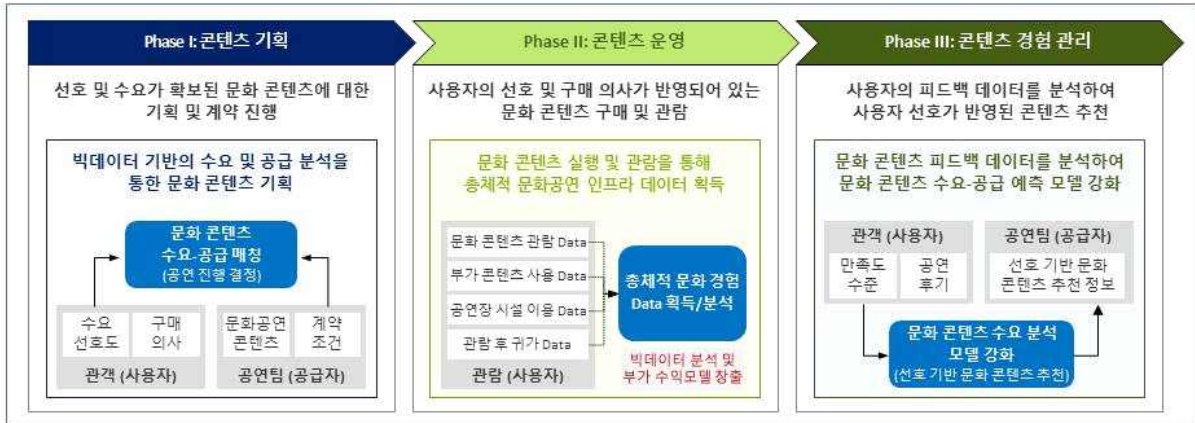 Phase I: 콘텐츠 기획
선호 및 수요가 확보된 문화 콘텐츠에 대한
기획 및 계약 진행
빅데이터 기반의 수요 및 공급 분석을
통한 문화 콘텐츠 기획
문화 콘텐츠
수요-공급 매칭
(공연 진행 결정)
수요
선호도
구매
의사
관객 (사용자)
문화공연
콘텐츠
계약
조건
공연팀 (공급자)
Phase II: 콘텐츠 운영
사용자의 선호 및 구매 의사가 반영되어 있는
문화 콘텐츠 구매 및 관람
문화 콘텐츠 실행 및 관람을 통해
총체적 문화공연 인프라 데이터 획득
문화 콘텐츠 관람 Data
부가 콘텐츠 사용 Data
공연장 시설 이용 Data
관람 후 귀가 Data
관람 (사용자)
총체적 문화 경험
Data 획득/분석
빅데이터 분석 및
부가 수익모델 창출
Phase III: 콘텐츠 경험 관리
사용자의 피드백 데이터를 분석하여
사용자 선호가 반영된 콘텐츠 추천
문화 콘텐츠 피드백 데이터를 분석하여
문화 콘텐츠 수요-공급 예측 모델 강화
관객 (사용자)
만족도
수준
공연
후기
공연팀 (공급자)
선호 기반 문화
콘텐츠 추천 정보
문화 콘텐츠 수요 분석
모델 강화
(선호 기반 문화 콘텐츠 추천)